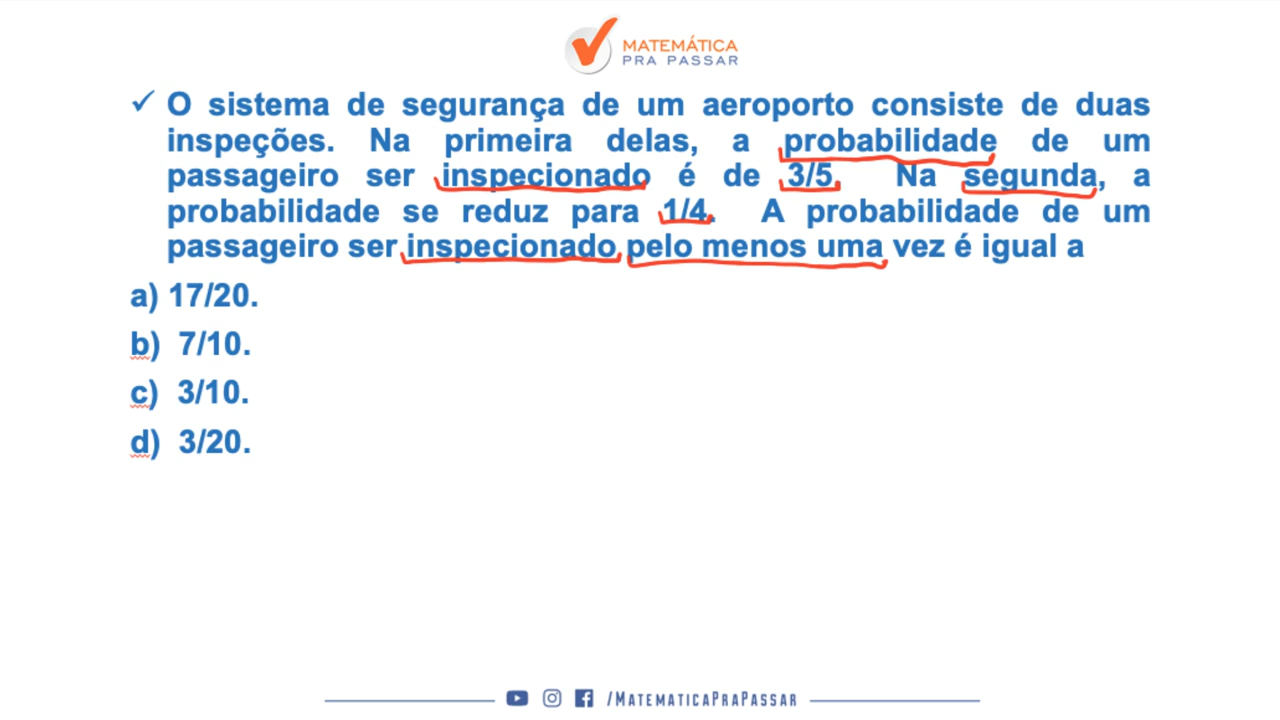 MATEMÁTICA
PRA PASSAR
✓ O sistema de segurança de um aeroporto consiste de duas
inspeções. Na primeira delas, a probabilidade de um
passageiro ser inspecionado é de 3/5. Na segunda, a
probabilidade se reduz para 1/4. A probabilidade de um
passageiro ser inspecionado pelo menos uma vez é igual a
a) 17/20.
b) 7/10.
c) 3/10.
d) 3/20.
/MATEMATICAPRAPASSAR